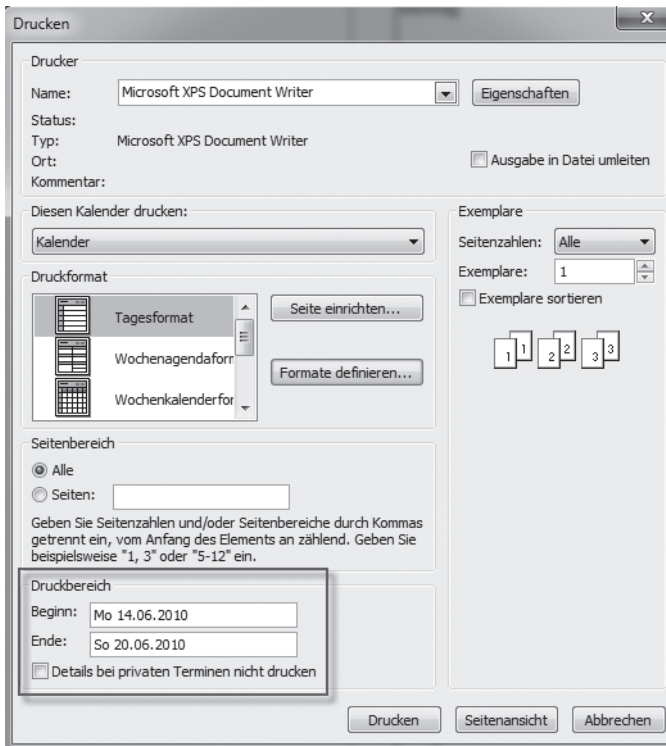 Drucken
Drucker
Name: Microsoft XPS Document Writer Eigenschaften
Status:
Typ: Microsoft XPS Document Writer
Ort:
Ausgabe in Datei umleiten
Kommentar:
Diesen Kalender drucken:
Kalender
Druckformat
Tagesformat
Wochenagendaforr
Wochenkalenderfor
Seite einrichten...
Formate definieren...
Seitenbereich
Alle
Seiten:
Geben Sie Seitenzahlen und/oder Seitenbereiche durch Kommas
getrennt ein, vom Anfang des Elements an zählend. Geben Sie
beispielsweise "1, 3" oder "5-12" ein.
Druckbereich
Beginn: Mo 14.06.2010
Ende: So 20.06.2010
Details bei privaten Terminen nicht drucken
Exemplare
Seitenzahlen: Alle
Exemplare: 1
Exemplare sortieren
1 1 2 2 3 3
Drucken Seitenansicht Abbrechen